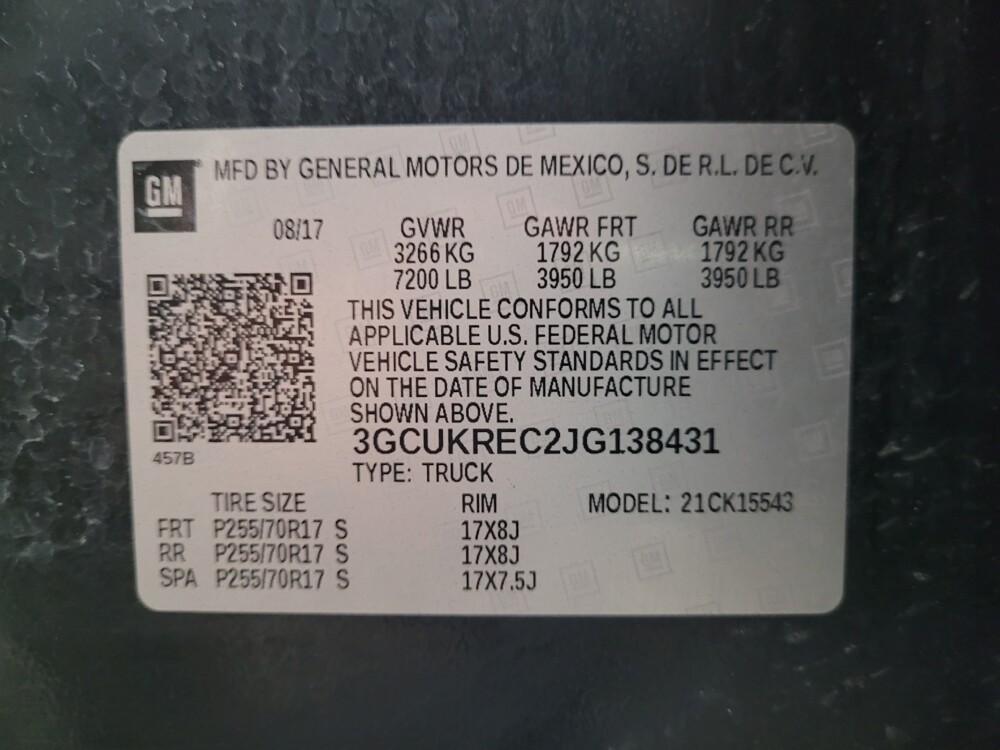 GM
MFD BY GENERAL MOTORS DE MEXICO, S. DE R.L. DE C.V.
08/17 GVWR GAWR FRT GAWR RR
3266 KG 1792 KG 1792 KG
7200 LB 3950 LB 3950 LB
THIS VEHICLE CONFORMS TO ALL
APPLICABLE U.S. FEDERAL MOTOR
VEHICLE SAFETY STANDARDS IN EFFECT
ON THE DATE OF MANUFACTURE
SHOWN ABOVE.
3GCUKREC2JG138431
457B
TYPE: TRUCK
TIRE SIZE RIM MODEL: 21CK15543
FRT P255/70R17 S 17X8J
RR P255/70R17 S 17X8J
SPA P255/70R17 S 17X7.5J